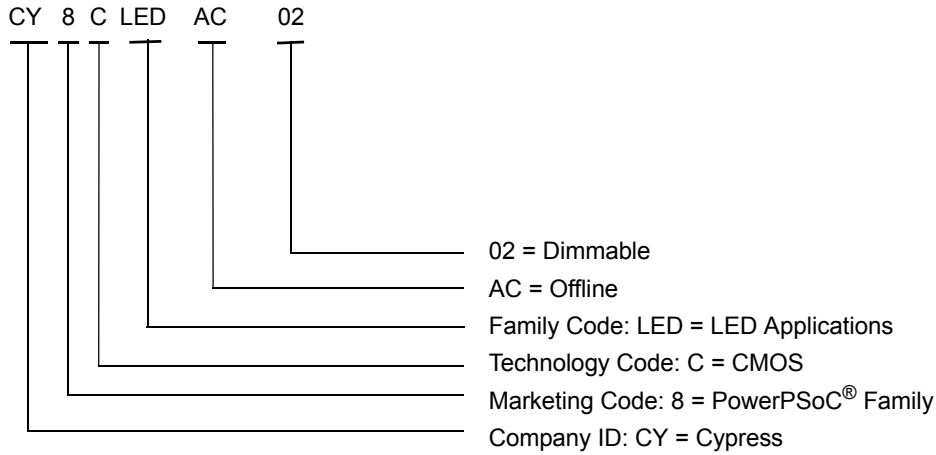 CY 8 C LED AC 02
02 = Dimmable
AC = Offline
Family Code: LED = LED Applications
Technology Code: C = CMOS
Marketing Code: 8 = PowerPSoC® Family
Company ID: CY = Cypress